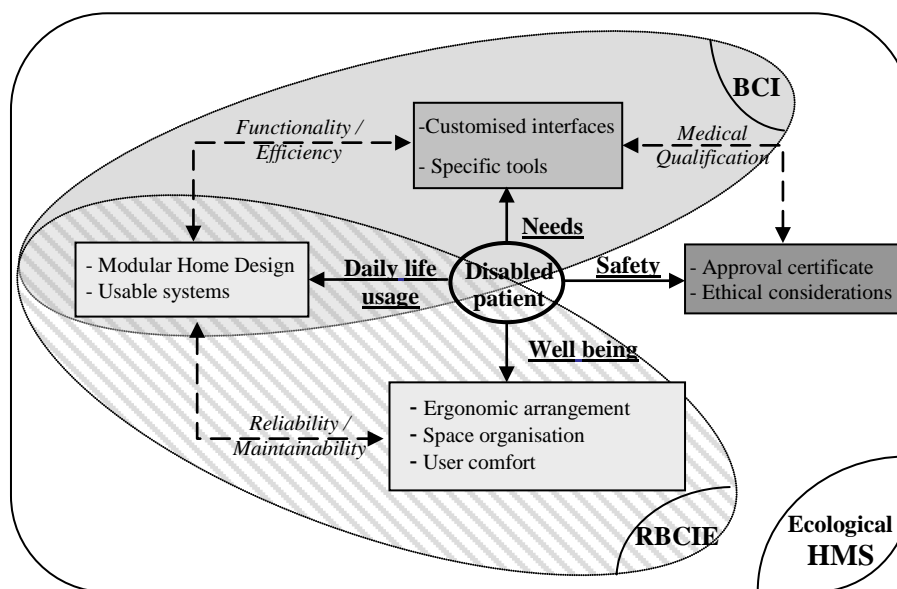 BCI
Functionality /
Efficiency
-Customised interfaces
- Specific tools
Medical
Qualification
Needs
- Modular Home Design
- Usable systems
Daily life
usage
Disabled
patient
Safety
- Approval certificate
- Ethical considerations
Well being
Reliability /
Maintainability
- Ergonomic arrangement
- Space organisation
- User comfort
RBCIE
Ecological
HMS